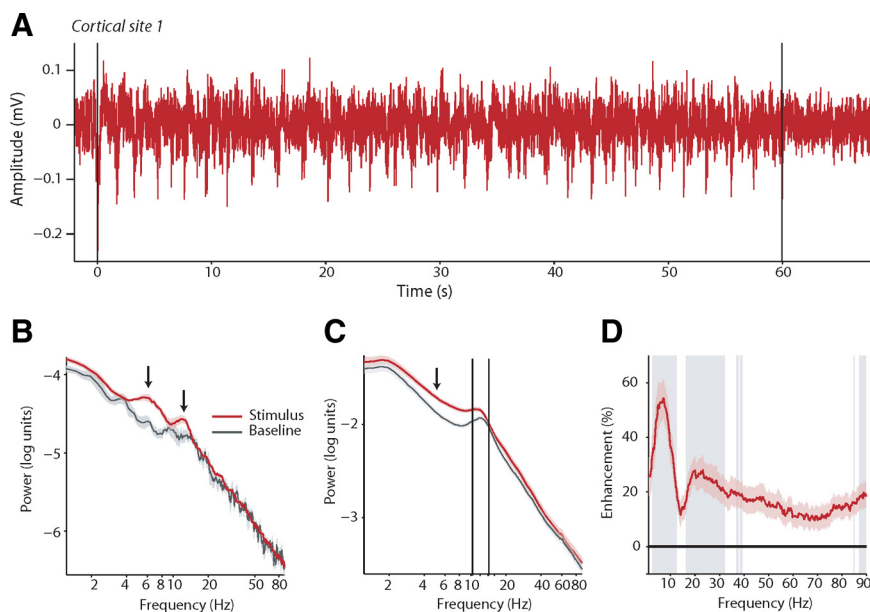 A
Cortical site 1
Amplitude (mV)
0.1
0
−0.1
−0.2
0 10 20 30 40 50 60
Time (s)
B
Power (log units)
−4
−5
−6
Stimulus
Baseline
2 4 6 8 10 20 50 80
Frequency (Hz)
C
Power (log units)
−2
−3
2 4 6 8 10 20 40 60 80
Frequency (Hz)
D
Enhancement (%)
60
40
20
0
10 20 30 40 50 60 70 80 90
Frequency (Hz)